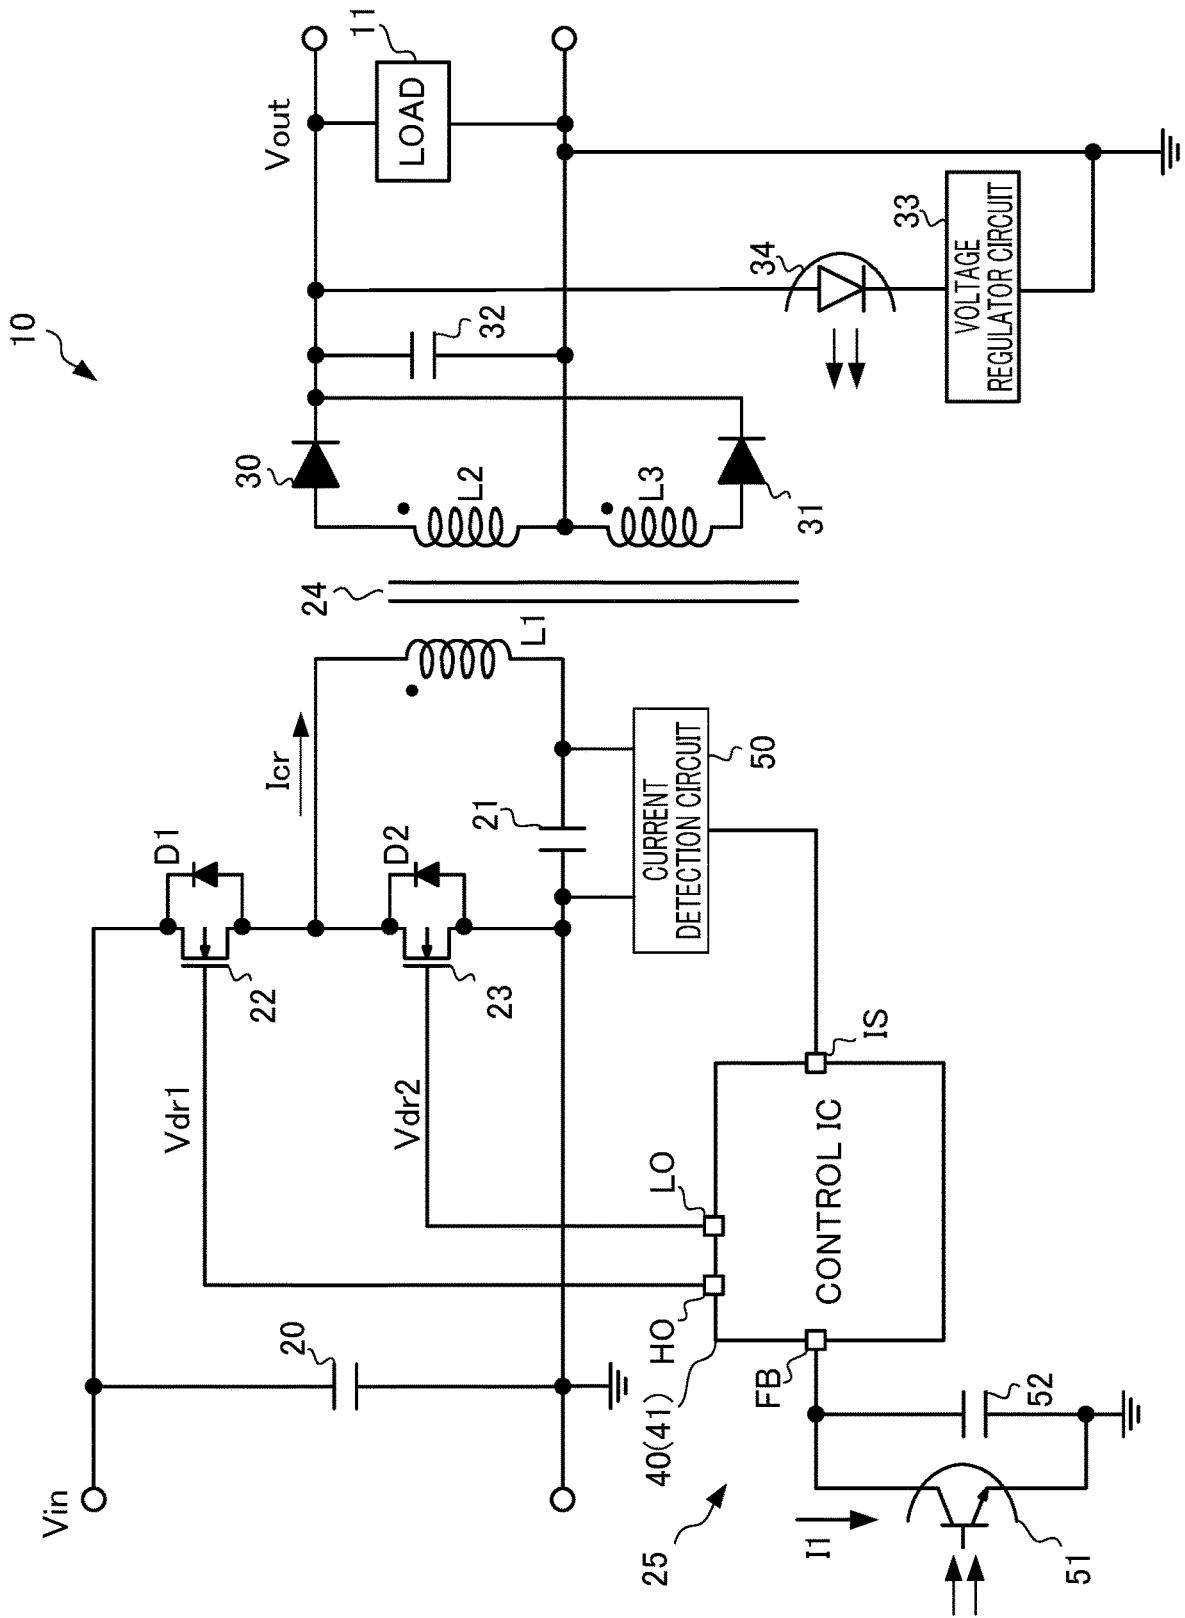 10
Vin
Vout
11
LOAD
20
22
D1
Vdr1
23
D2
Vdr2
Icr
21
L1
24
30
L2
L3
31
32
34
33
VOLTAGE
REGULATOR CIRCUIT
CURRENT
DETECTION CIRCUIT
50
25
40(41)
HO
LO
IS
FB
CONTROL IC
I1
51
52